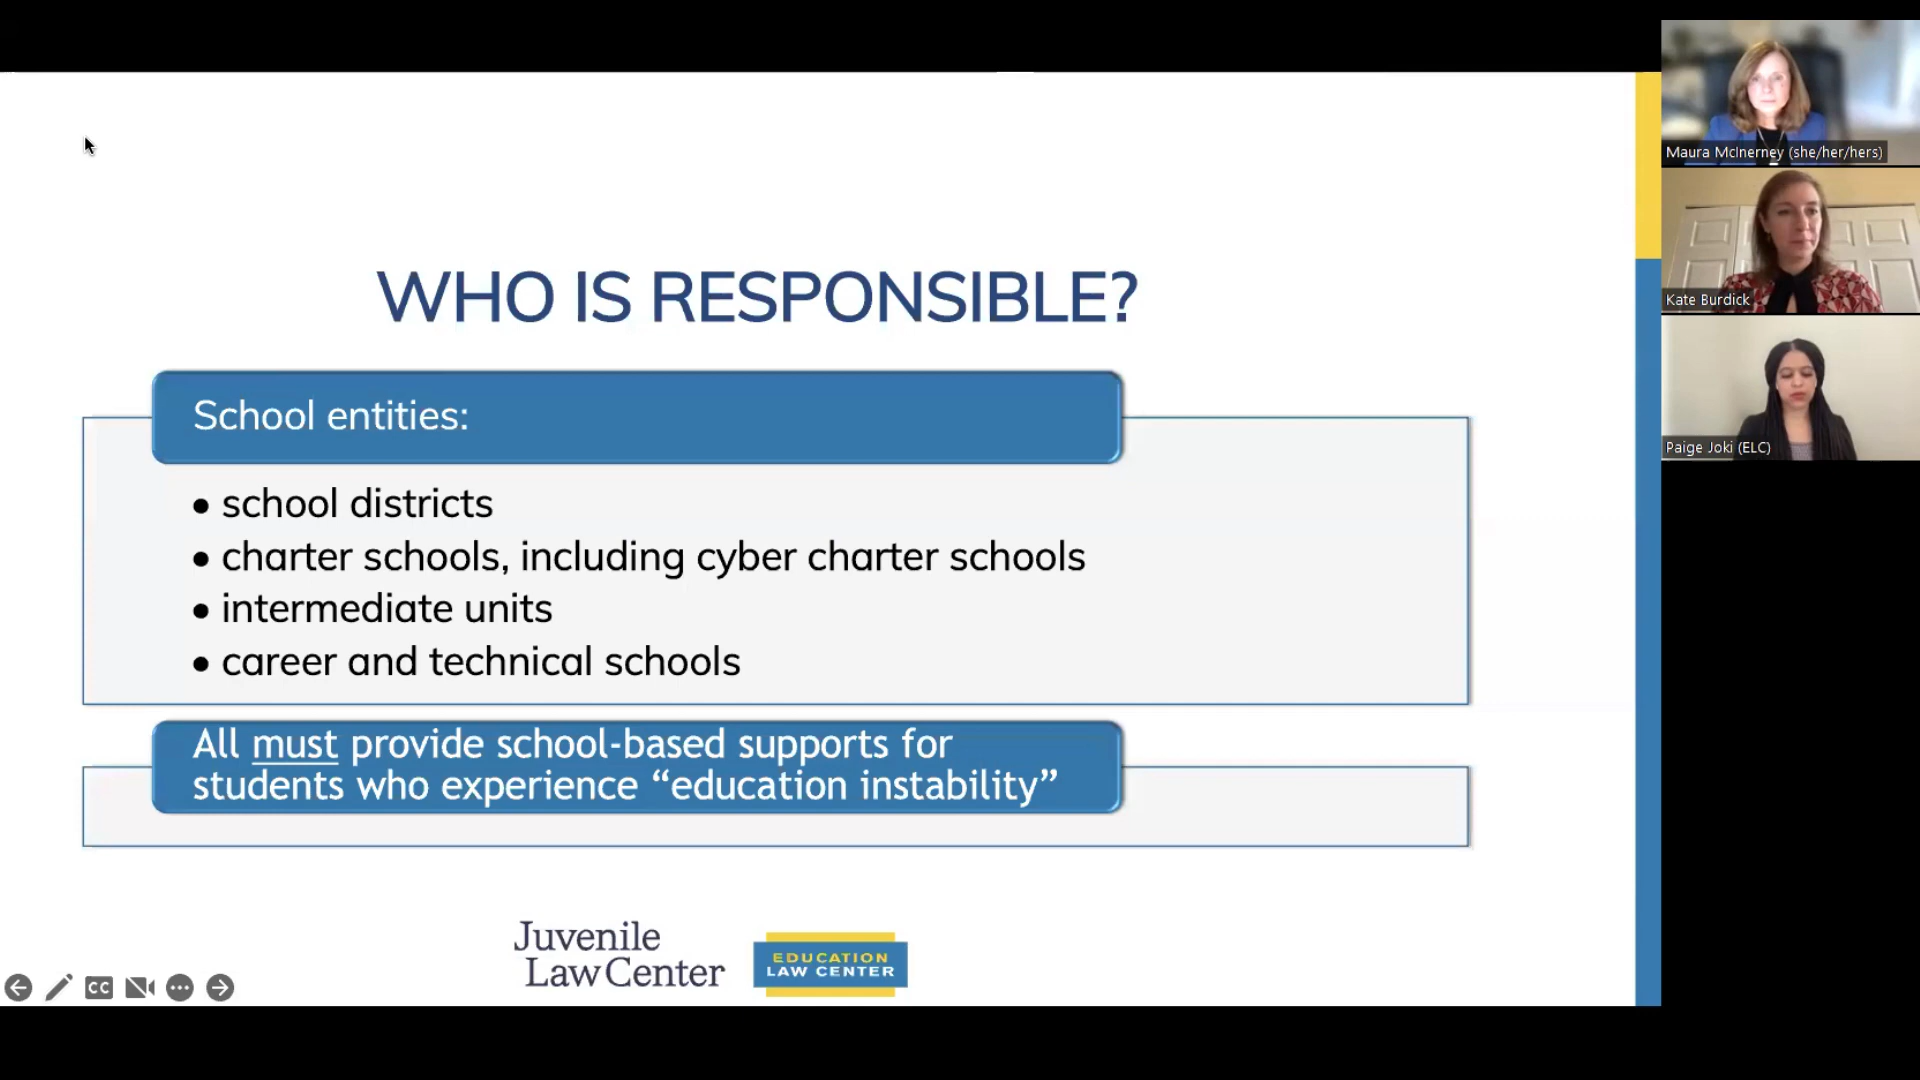 WHO IS RESPONSIBLE?
School entities:
• school districts
• charter schools, including cyber charter schools
• intermediate units
• career and technical schools
All must provide school-based supports for
students who experience “education instability”
Juvenile
Law Center
EDUCATION
LAW CENTER
CC
Maura McInerney (she/her/hers)
Kate Burdick
Paige Joki (ELC)